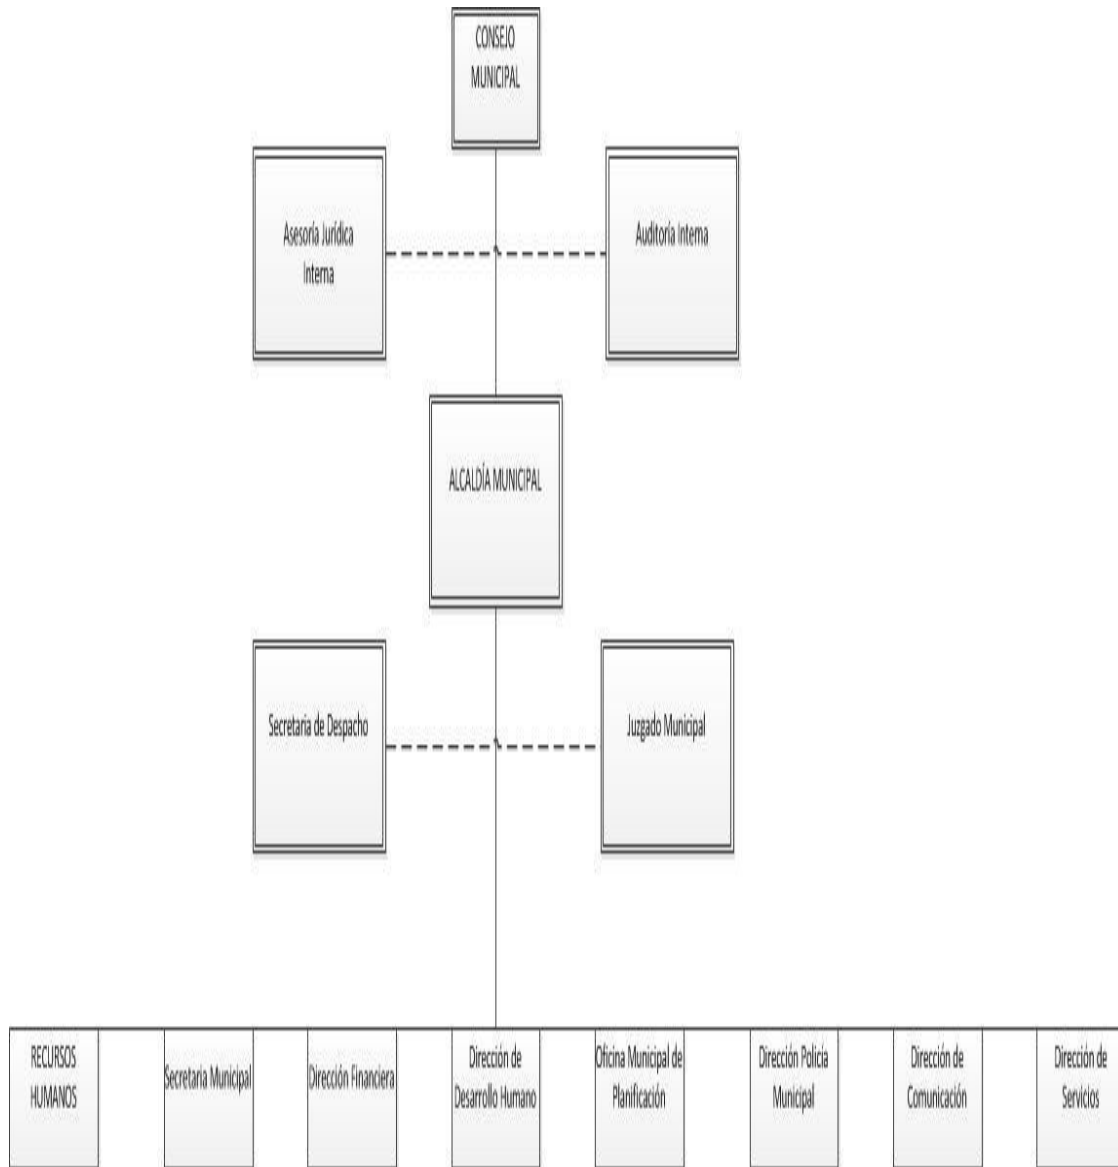 CONSEJO
MUNICIPAL
Asesoría Jurídica
Interna
Auditoría Interna
ALCALDÍA MUNICIPAL
Secretaria de Despacho
Juzgado Municipal
RECURSOS
HUMANOS
Secretaria Municipal
Dirección Financiera
Dirección de
Desarrollo Humano
Oficina Municipal de
Planificación
Dirección Policía
Municipal
Dirección de
Comunicación
Dirección de
Servicios